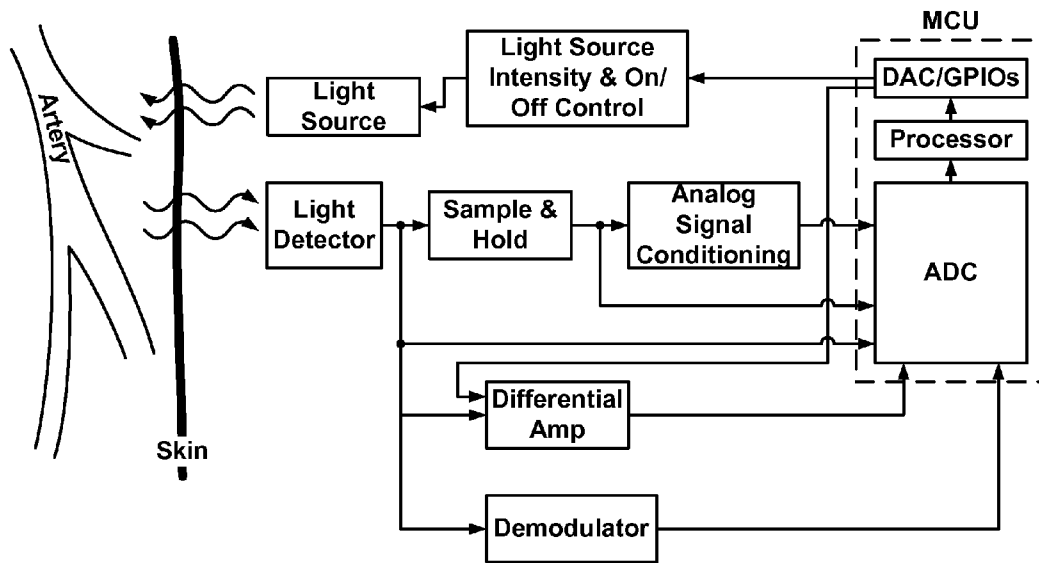 MCU
Light Source
Intensity & On/
Off Control
DAC/GPIOs
Light
Source
Processor
Artery
Light
Detector
Sample &
Hold
Analog
Signal
Conditioning
ADC
Differential
Amp
Skin
Demodulator